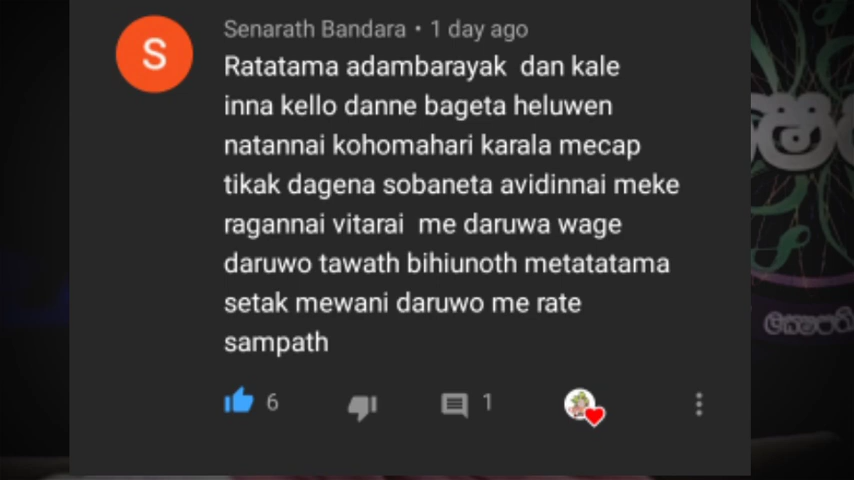 S
Senarath Bandara • 1 day ago
Ratatama adambarayak dan kale
inna kello danne bageta heluwen
natannai kohomahari karala mecap
tikak dagena sobaneta avidinnai meke
ragannai vitarai me daruwa wage
daruwo tawath bihiunoth metatatama
setak mewani daruwo me rate
sampath
6
1